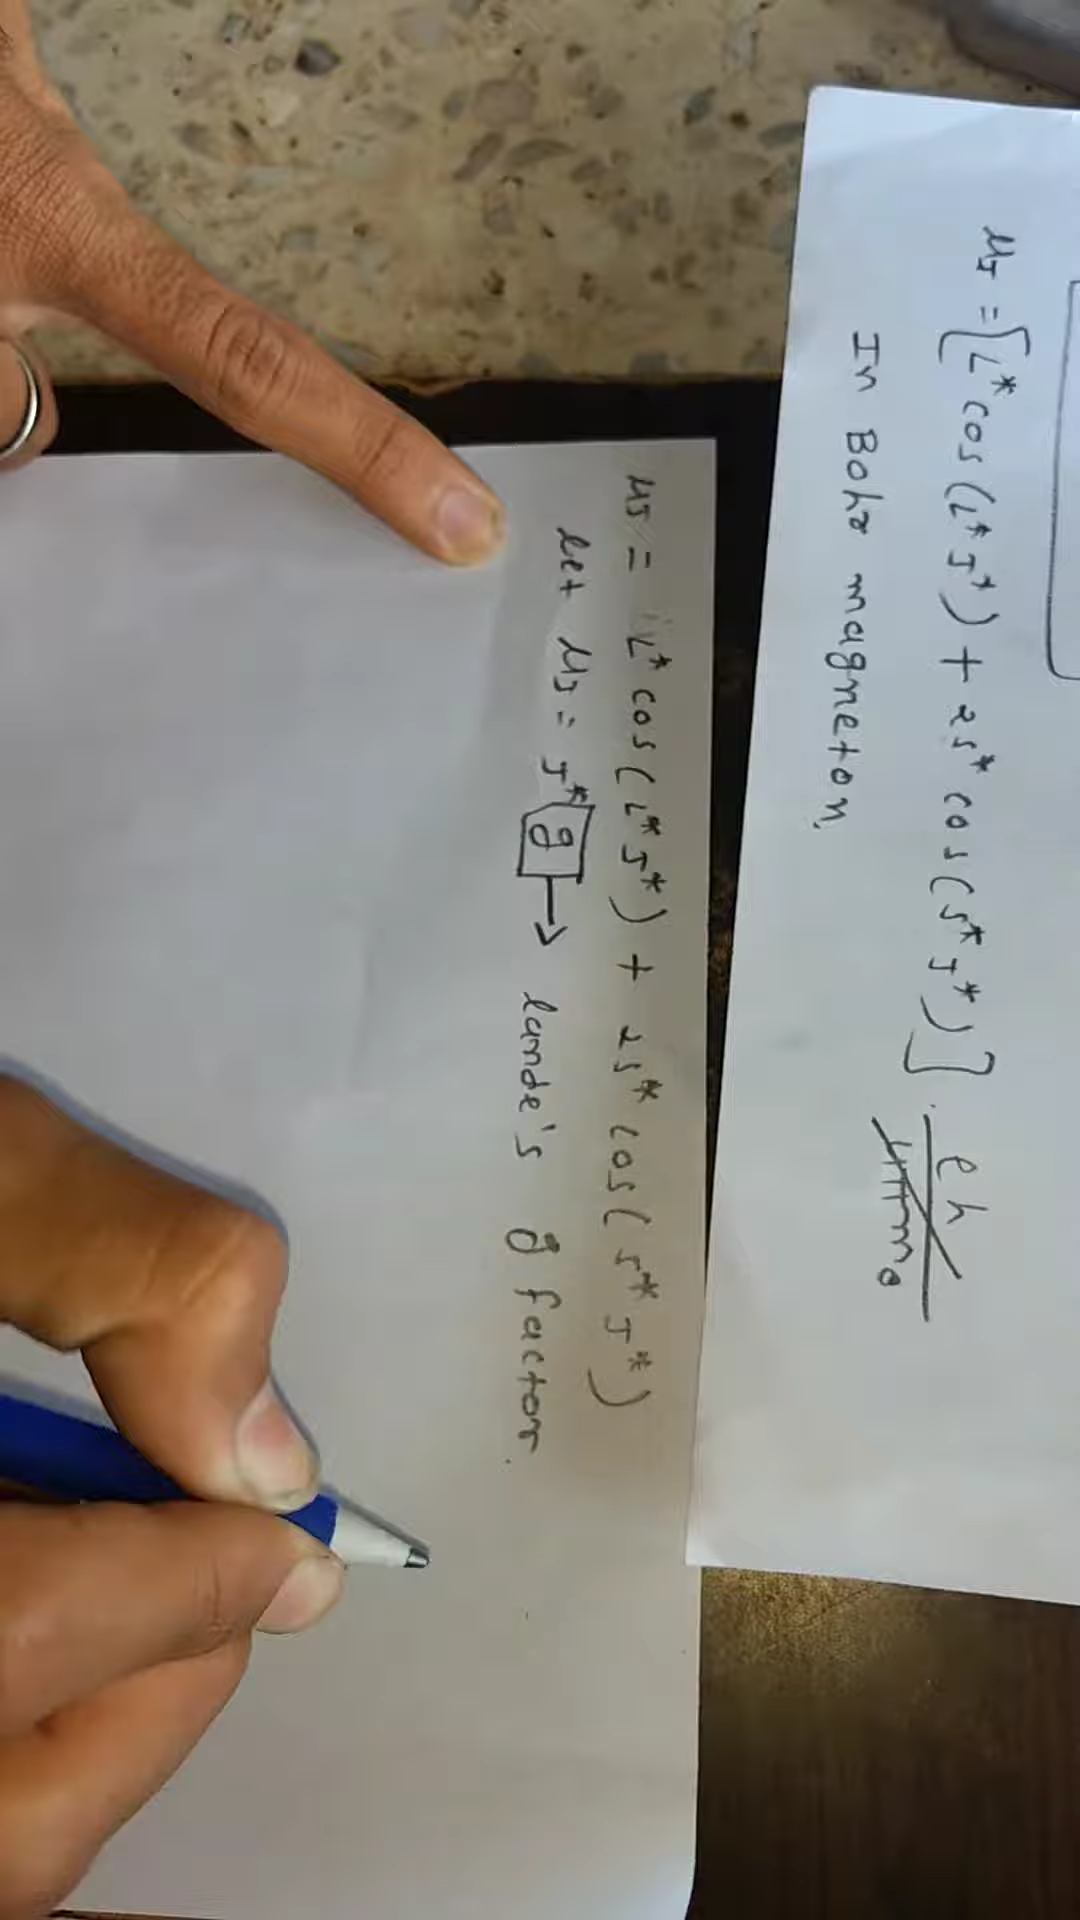 μJ = [L* cos(L* J*) + 2s* cos(s* J*)] . eh / 4πm₀
In Bohr magneton.
μJ = L* cos(L* J*) + 2s* cos(s* J*)
let μJ = J* g → lande's g factor.